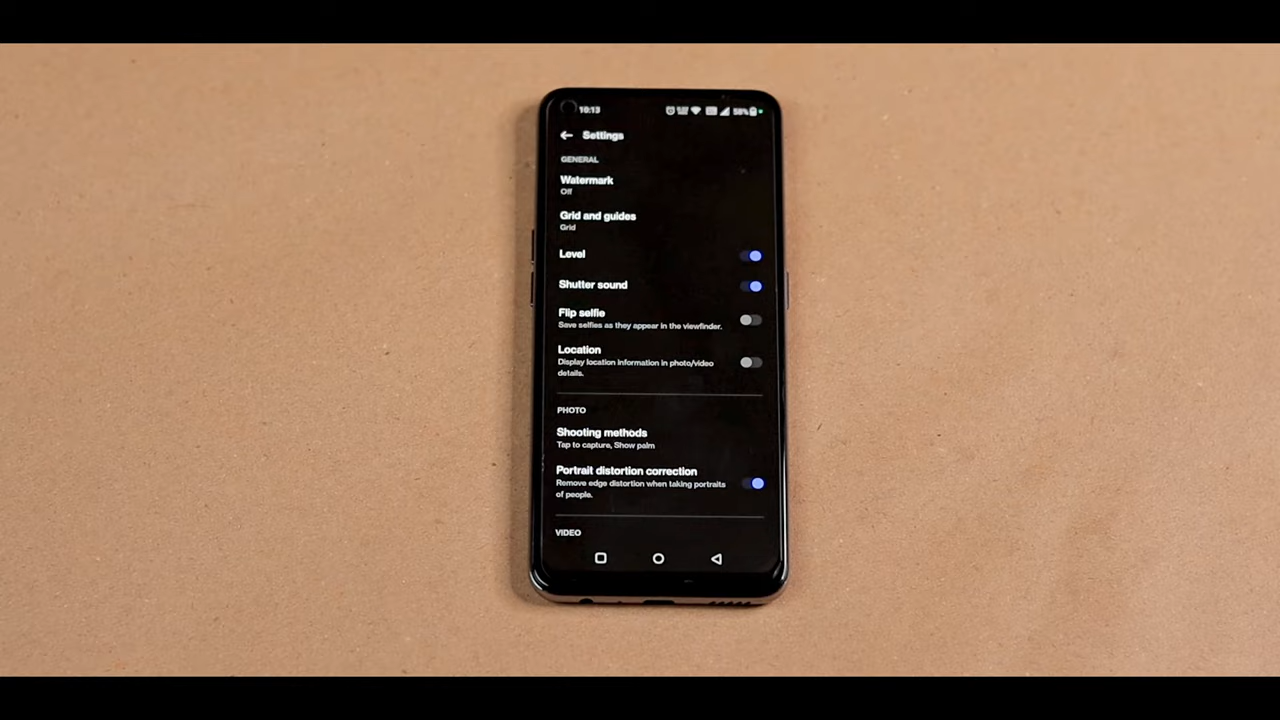 10:13
58%
Settings
GENERAL
Watermark
Off
Grid and guides
Grid
Level
Shutter sound
Flip selfie
Save selfies as they appear in the viewfinder.
Location
Display location information in photo/video
details.
PHOTO
Shooting methods
Tap to capture, Show palm
Portrait distortion correction
Remove edge distortion when taking portraits
of people.
VIDEO